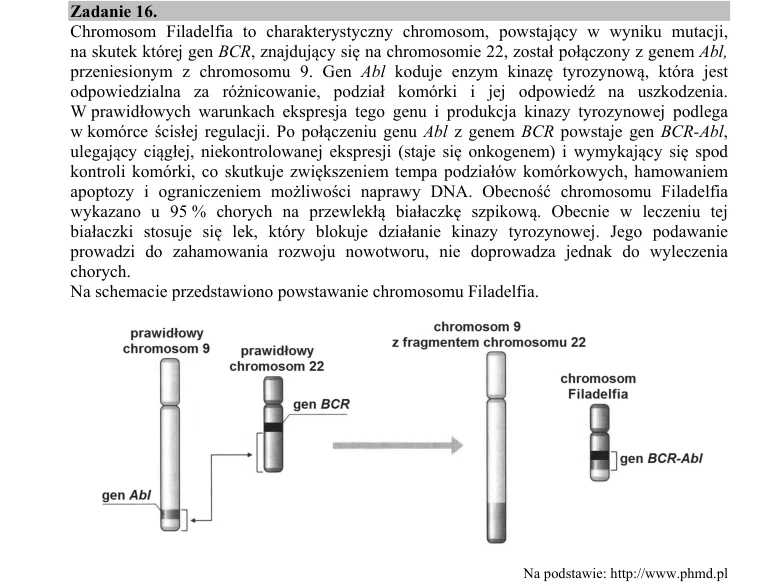 Zadanie 16.
Chromosom Filadelfia to charakterystyczny chromosom, powstający w wyniku mutacji,
na skutek której gen BCR, znajdujący się na chromosomie 22, został połączony z genem Abl,
przeniesionym z chromosomu 9. Gen Abl koduje enzym kinazę tyrozynową, która jest
odpowiedzialna za różnicowanie, podział komórki i jej odpowiedź na uszkodzenia.
W prawidłowych warunkach ekspresja tego genu i produkcja kinazy tyrozynowej podlega
w komórce ścisłej regulacji. Po połączeniu genu Abl z genem BCR powstaje gen BCR-Abl,
ulegający ciągłej, niekontrolowanej ekspresji (staje się onkogenem) i wymykający się spod
kontroli komórki, co skutkuje zwiększeniem tempa podziałów komórkowych, hamowaniem
apoptozy i ograniczeniem możliwości naprawy DNA. Obecność chromosomu Filadelfia
wykazano u 95 % chorych na przewlekłą białaczkę szpikową. Obecnie w leczeniu tej
białaczki stosuje się lek, który blokuje działanie kinazy tyrozynowej. Jego podawanie
prowadzi do zahamowania rozwoju nowotworu, nie doprowadza jednak do wyleczenia
chorych.
Na schemacie przedstawiono powstawanie chromosomu Filadelfia.
prawidłowy
chromosom 9
prawidłowy
chromosom 22
gen BCR
gen Abl
chromosom 9
z fragmentem chromosomu 22
chromosom
Filadelfia
gen BCR-Abl
Na podstawie: http://www.phmd.pl